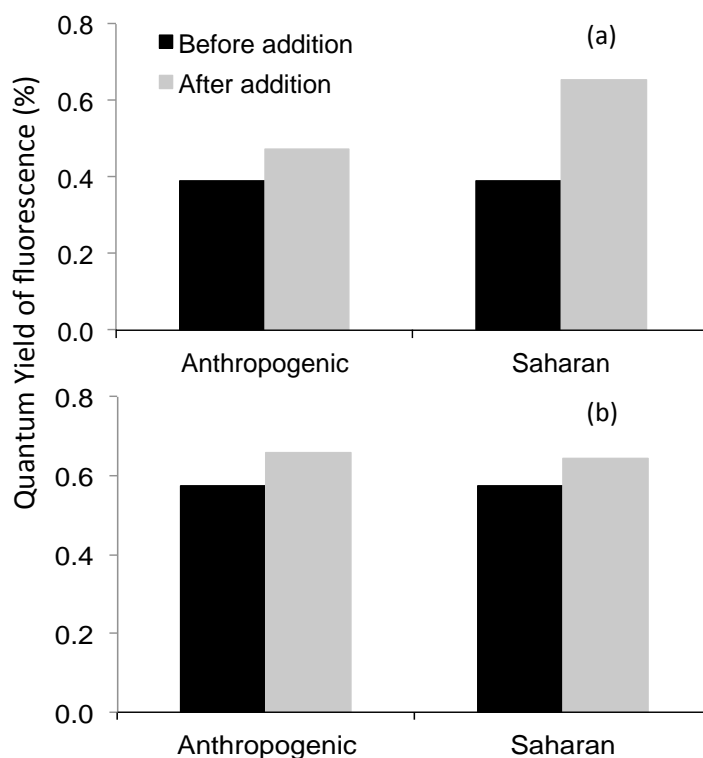 Quantum Yield of fluorescence (%)
0.8
0.6
0.4
0.2
0.0
Before addition
After addition
(a)
Anthropogenic Saharan
0.8
0.6
0.4
0.2
0.0
(b)
Anthropogenic Saharan